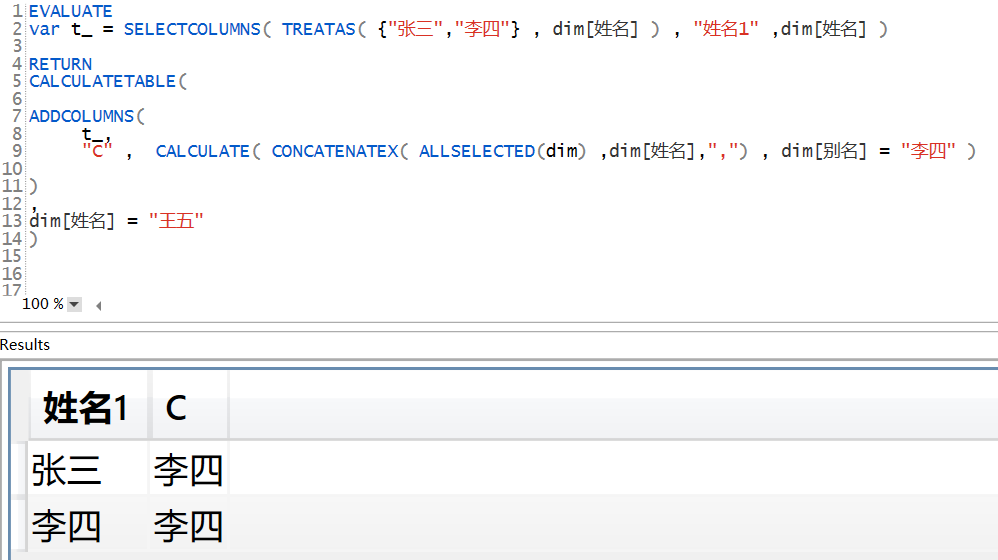 1 EVALUATE
2 var t_ = SELECTCOLUMNS( TREATAS( {"张三","李四"} , dim[姓名] ) , "姓名1" ,dim[姓名] )
3
4 RETURN
5 CALCULATETABLE(
6
7 ADDCOLUMNS(
8 t_,
9 "C" , CALCULATE( CONCATENATEX( ALLSELECTED(dim) ,dim[姓名],",") , dim[别名] = "李四" )
10
11 )
12 ,
13 dim[姓名] = "王五"
14 )
15
16
17
100 %
Results
姓名1 C
张三 李四
李四 李四